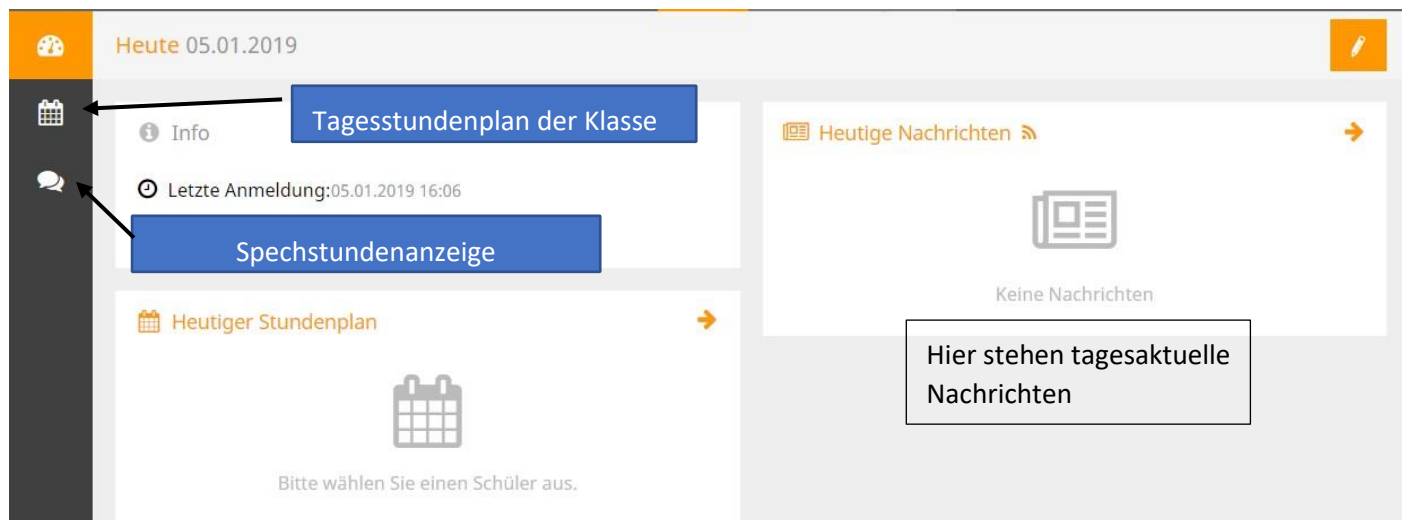 Heute 05.01.2019
Tagesstundenplan der Klasse
Info
Letzte Anmeldung:05.01.2019 16:06
Spechstundenanzeige
Heutiger Stundenplan
Bitte wählen Sie einen Schüler aus.
Heutige Nachrichten
Keine Nachrichten
Hier stehen tagesaktuelle
Nachrichten